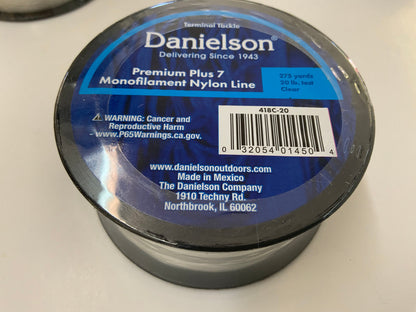 Terminal Tackle
Danielson®
Delivering Since 1943
Premium Plus 7
Monofilament Nylon Line
275 yards
20 lb. test
Clear
418C-20
0 32054 01450 4
WARNING: Cancer and
Reproductive Harm
- www.P65Warnings.ca.gov.
www.danielsonoutdoors.com
Made in Mexico
The Danielson Company
1910 Techny Rd.
Northbrook, IL 60062